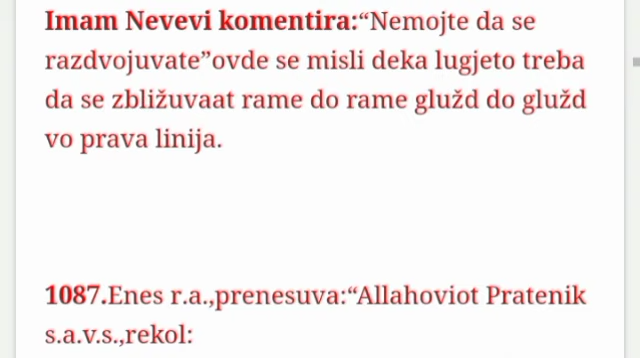 Imam Nevevi komentira:“Nemojte da se
razdvojuvate”ovde se misli deka lugjeto treba
da se zbližuvaat rame do rame glužd do glužd
vo prava linija.
1087.Enes r.a.,prenesuva:“Allahoviot Pratenik
s.a.v.s.,rekol: